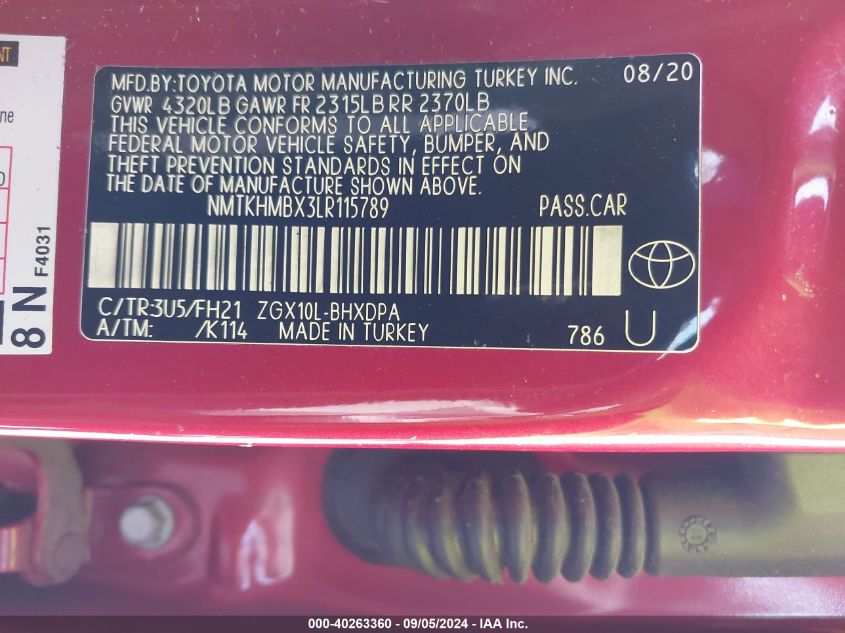 NT
ne
0
8 N F4031
MFD.BY:TOYOTA MOTOR MANUFACTURING TURKEY INC. 08/20
GVWR 4320LB GAWR FR 2315LB RR 2370LB
THIS VEHICLE CONFORMS TO ALL APPLICABLE
FEDERAL MOTOR VEHICLE SAFETY, BUMPER, AND
THEFT PREVENTION STANDARDS IN EFFECT ON
THE DATE OF MANUFACTURE SHOWN ABOVE.
NMTKHMBX3LR115789 PASS.CAR
C/TR:3U5/FH21 ZGX10L-BHXDPA
A/TM: /K114 MADE IN TURKEY 786 U
000-40263360 - 09/05/2024 - IAA Inc.